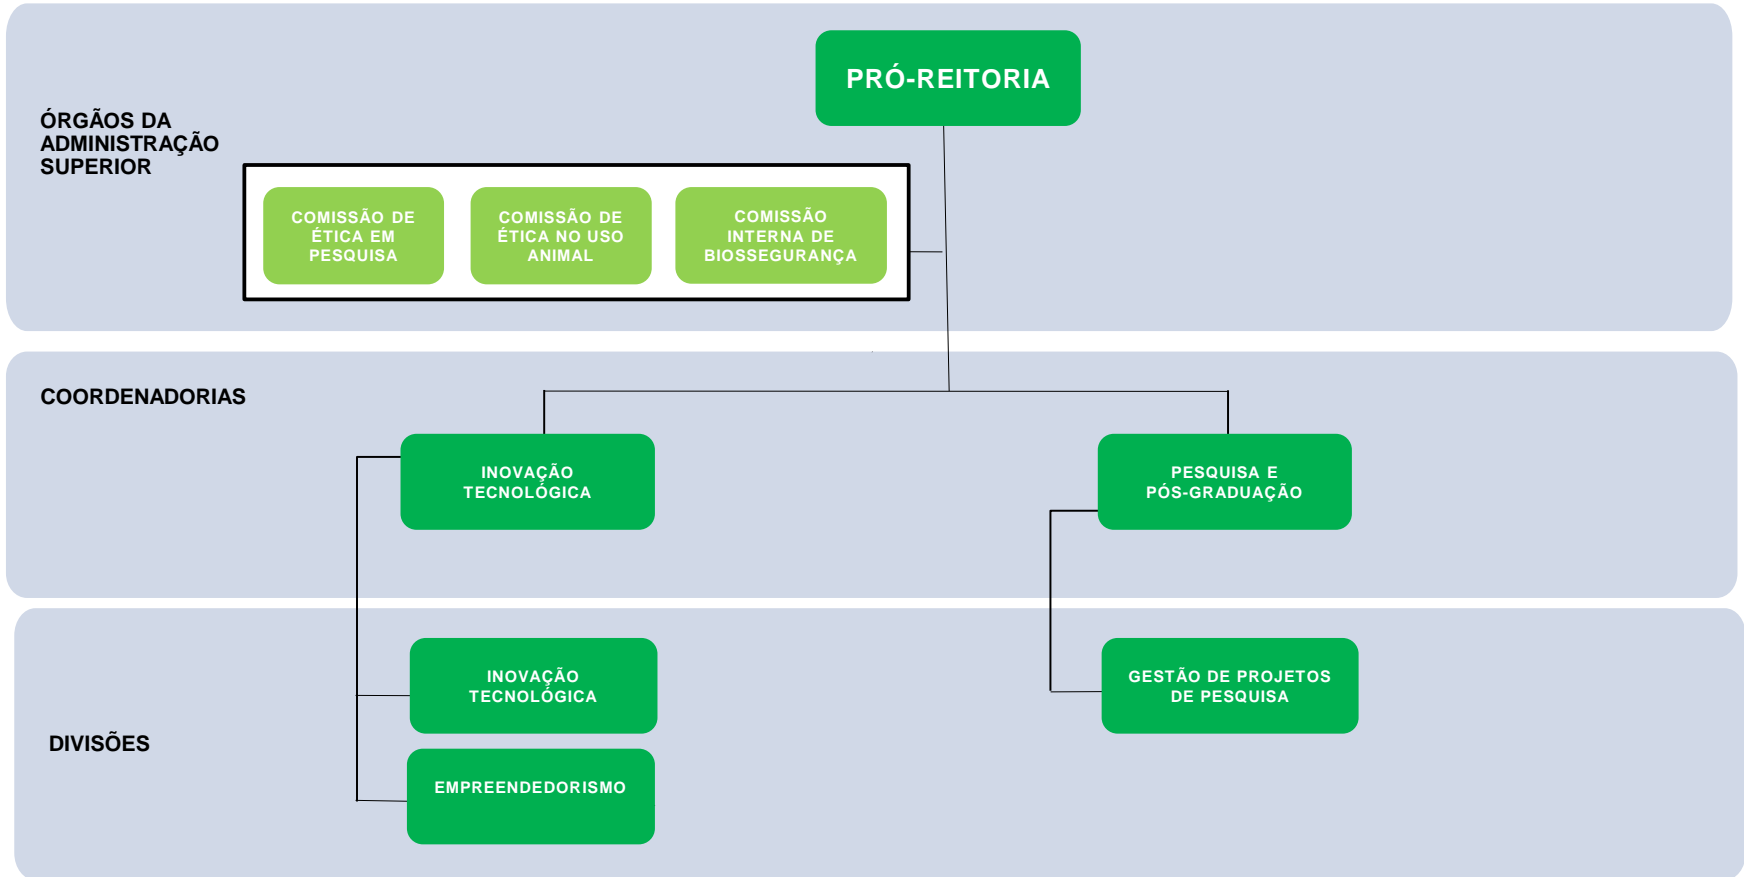 PRÓ-REITORIA
ÓRGÃOS DA
ADMINISTRAÇÃO
SUPERIOR
COMISSÃO DE
ÉTICA EM
PESQUISA
COMISSÃO DE
ÉTICA NO USO
ANIMAL
COMISSÃO
INTERNA DE
BIOSSEGURANÇA
COORDENADORIAS
INOVAÇÃO
TECNOLÓGICA
PESQUISA E
PÓS-GRADUAÇÃO
DIVISÕES
INOVAÇÃO
TECNOLÓGICA
GESTÃO DE PROJETOS
DE PESQUISA
EMPREENDEDORISMO